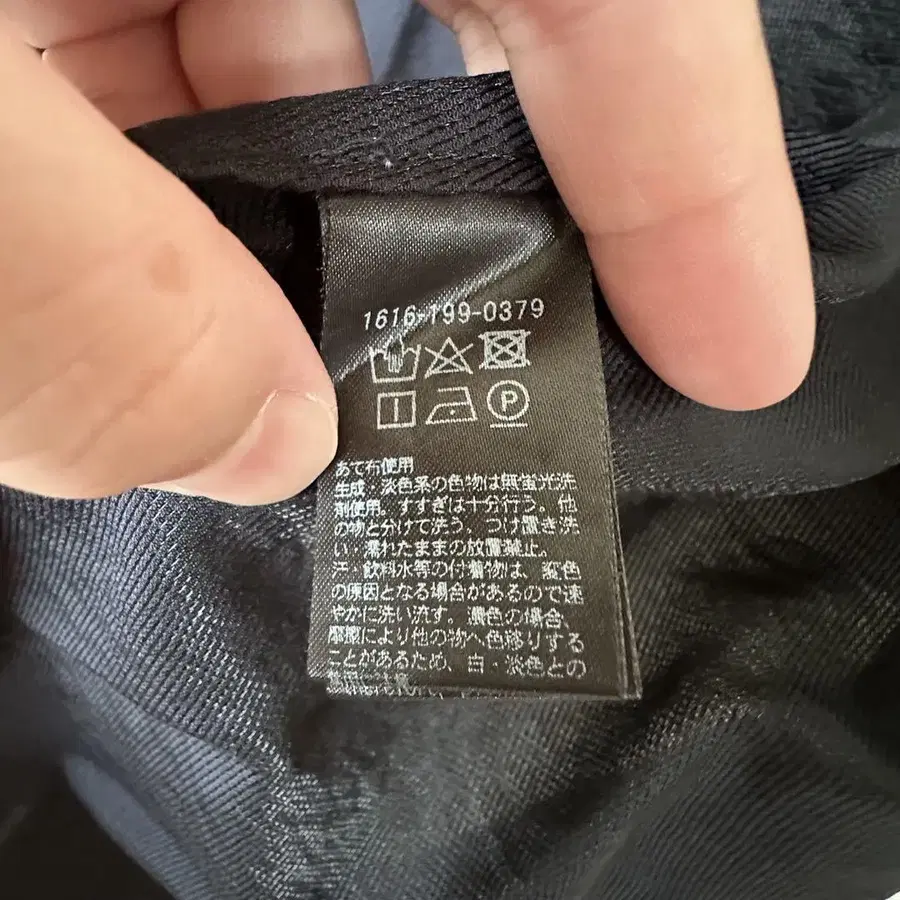 1616-199-0379
P
あて布使用
生成・淡色系の色物は無蛍光洗
剤使用。すすぎは十分行う。他
の物と分けて洗う。つけ置き洗
い・濡れたままの放置禁止。
汗・飲料水等の付着物は、変色
の原因となる場合があるので速
やかに洗い流す。濃色の場合、
摩擦により他の物へ色移りする
ことがあるため、白・淡色との